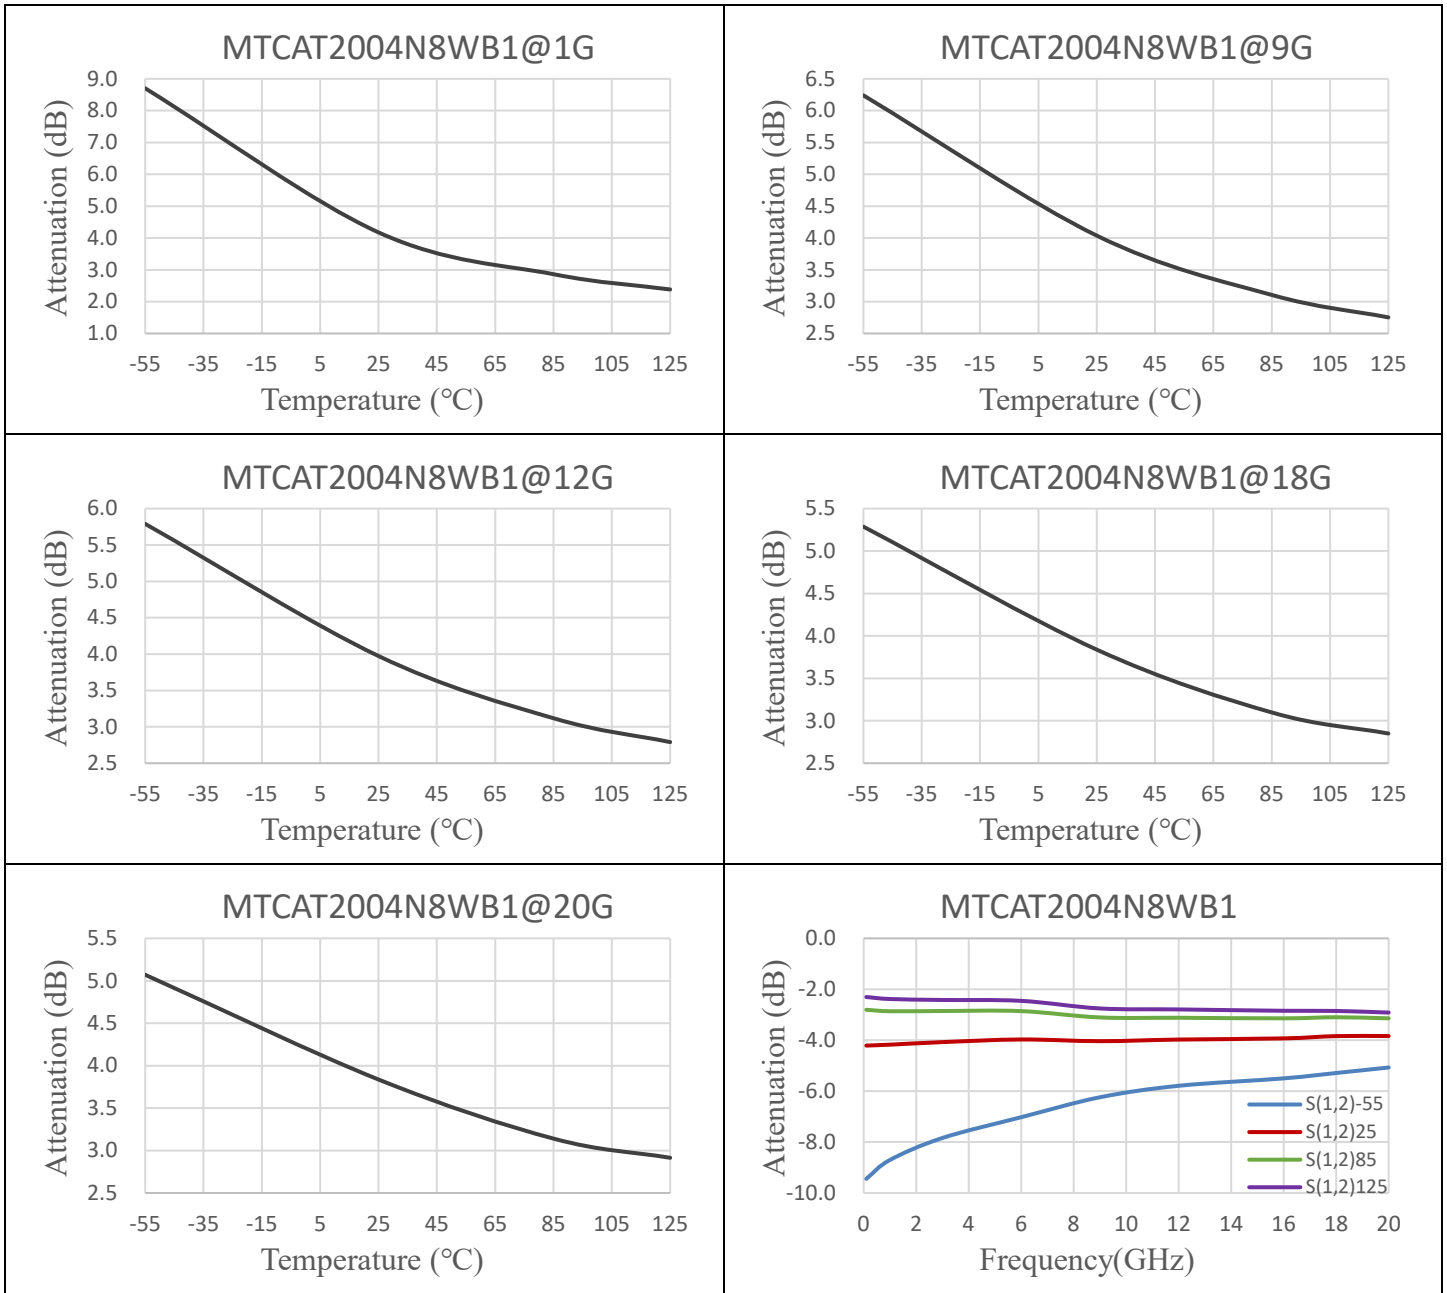 MTCAT2004N8WB1@1G
Attenuation (dB)
9.0
8.0
7.0
6.0
5.0
4.0
3.0
2.0
1.0
-55 -35 -15 5 25 45 65 85 105 125
Temperature (℃)
MTCAT2004N8WB1@9G
Attenuation (dB)
6.5
6.0
5.5
5.0
4.5
4.0
3.5
3.0
2.5
-55 -35 -15 5 25 45 65 85 105 125
Temperature (℃)
MTCAT2004N8WB1@12G
Attenuation (dB)
6.0
5.5
5.0
4.5
4.0
3.5
3.0
2.5
-55 -35 -15 5 25 45 65 85 105 125
Temperature (℃)
MTCAT2004N8WB1@18G
Attenuation (dB)
5.5
5.0
4.5
4.0
3.5
3.0
2.5
-55 -35 -15 5 25 45 65 85 105 125
Temperature (℃)
MTCAT2004N8WB1@20G
Attenuation (dB)
5.5
5.0
4.5
4.0
3.5
3.0
2.5
-55 -35 -15 5 25 45 65 85 105 125
Temperature (℃)
MTCAT2004N8WB1
Attenuation (dB)
0.0
-2.0
-4.0
-6.0
-8.0
-10.0
S(1,2)-55
S(1,2)25
S(1,2)85
S(1,2)125
0 2 4 6 8 10 12 14 16 18 20
Frequency(GHz)